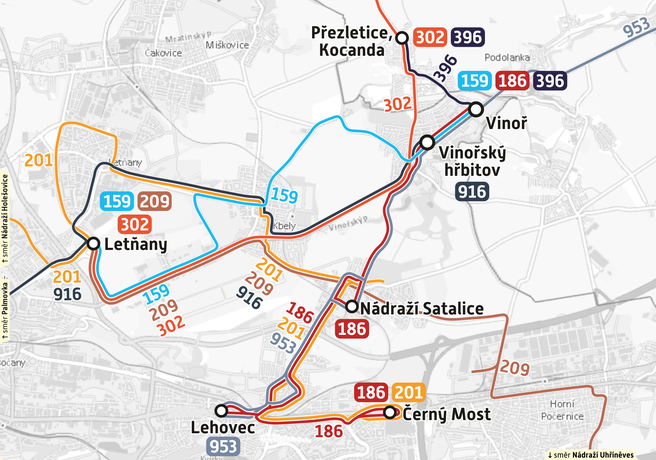 Přezletice,
Kocanda
302 396
953
Mratínský p.
Miškovice
Čakovice
396
Podolanka
159 186 396
302
Vinoř
201
Letňany
Vinořský
hřbitov
916
159
159 209
302
Letňany
Kbely
Vinořský p.
↑ směr Nádraží Holešovice
201
916
201
209
916
159
209
302
↑ směr Palmovka
186
201
953
Nádraží Satalice
186
209
186 201
Černý Most
Lehovec
953
186
Horní
Počernice
↓ směr Nádraží Uhříněves